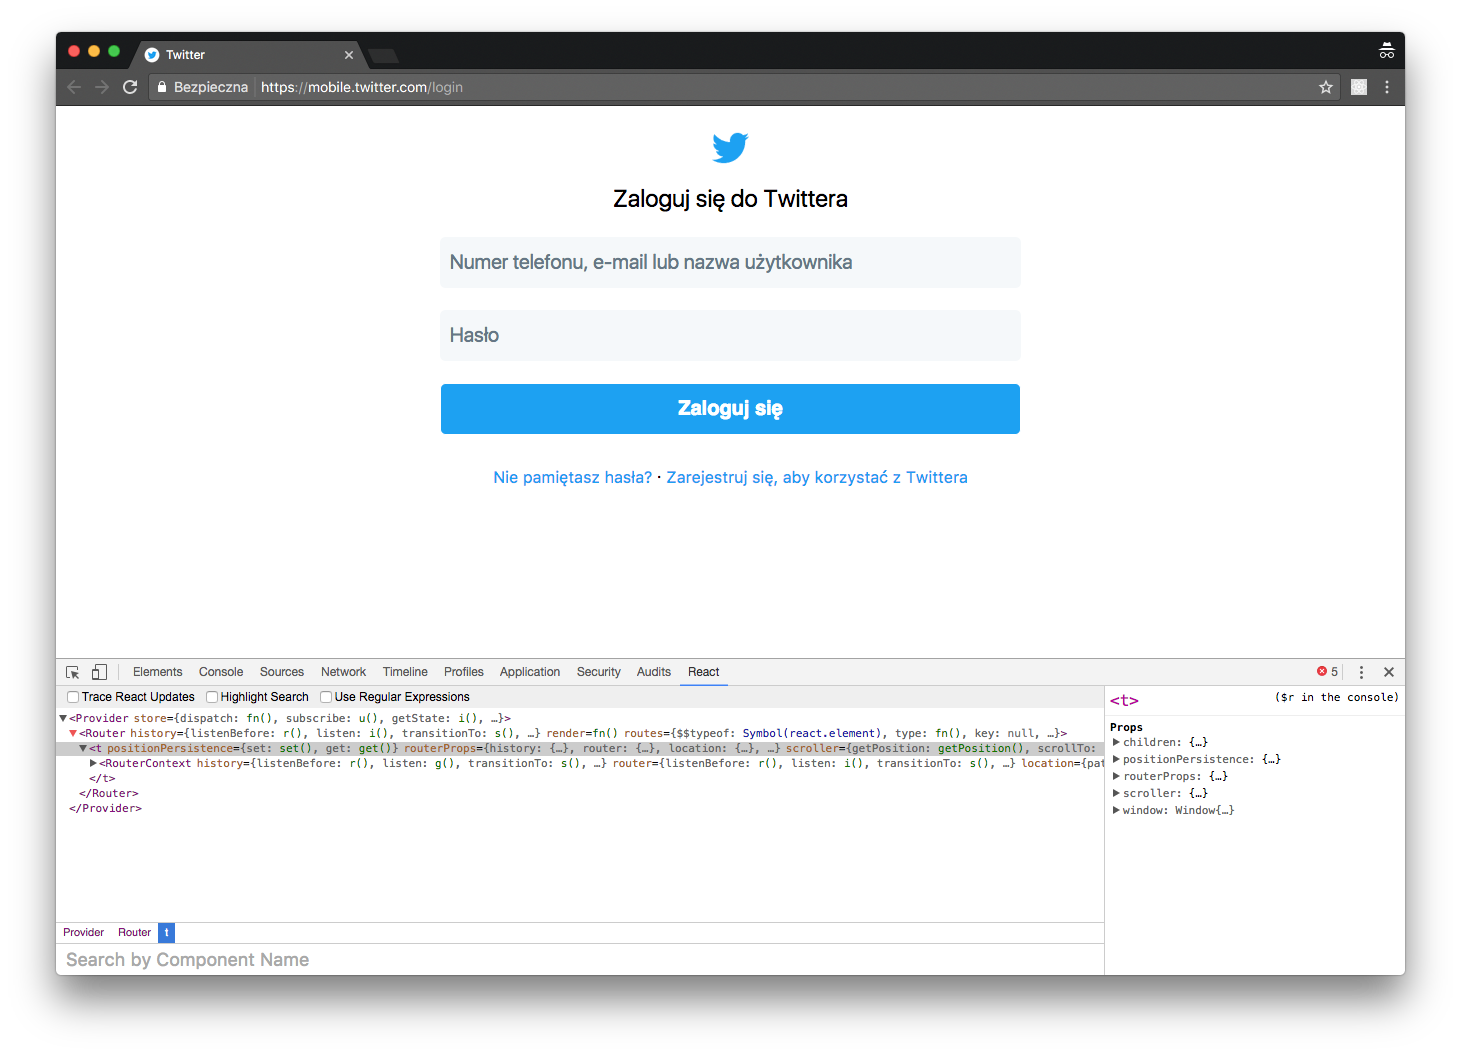 Twitter
Bezpieczna https://mobile.twitter.com/login
Zaloguj się do Twittera
Numer telefonu, e-mail lub nazwa użytkownika
Hasło
Zaloguj się
Nie pamiętasz hasła? · Zarejestruj się, aby korzystać z Twittera
Elements Console Sources Network Timeline Profiles Application Security Audits React 5
Trace React Updates Highlight Search Use Regular Expressions
<Provider store={dispatch: fn(), subscribe: u(), getState: i(), …}>
<Router history={listenBefore: r(), listen: i(), transitionTo: s(), …} render=fn() routes={$$typeof: Symbol(react.element), type: fn(), key: null, …}>
<t positionPersistence={set: set(), get: get()} routerProps={history: {…}, router: {…}, location: {…}, …} scroller={getPosition: getPosition(), scrollTo:
<RouterContext history={listenBefore: r(), listen: g(), transitionTo: s(), …} router={listenBefore: r(), listen: i(), transitionTo: s(), …} location={pat
</t>
</Router>
</Provider>
<t> ($r in the console)
Props
children: {…}
positionPersistence: {…}
routerProps: {…}
scroller: {…}
window: Window{…}
Provider Router t
Search by Component Name